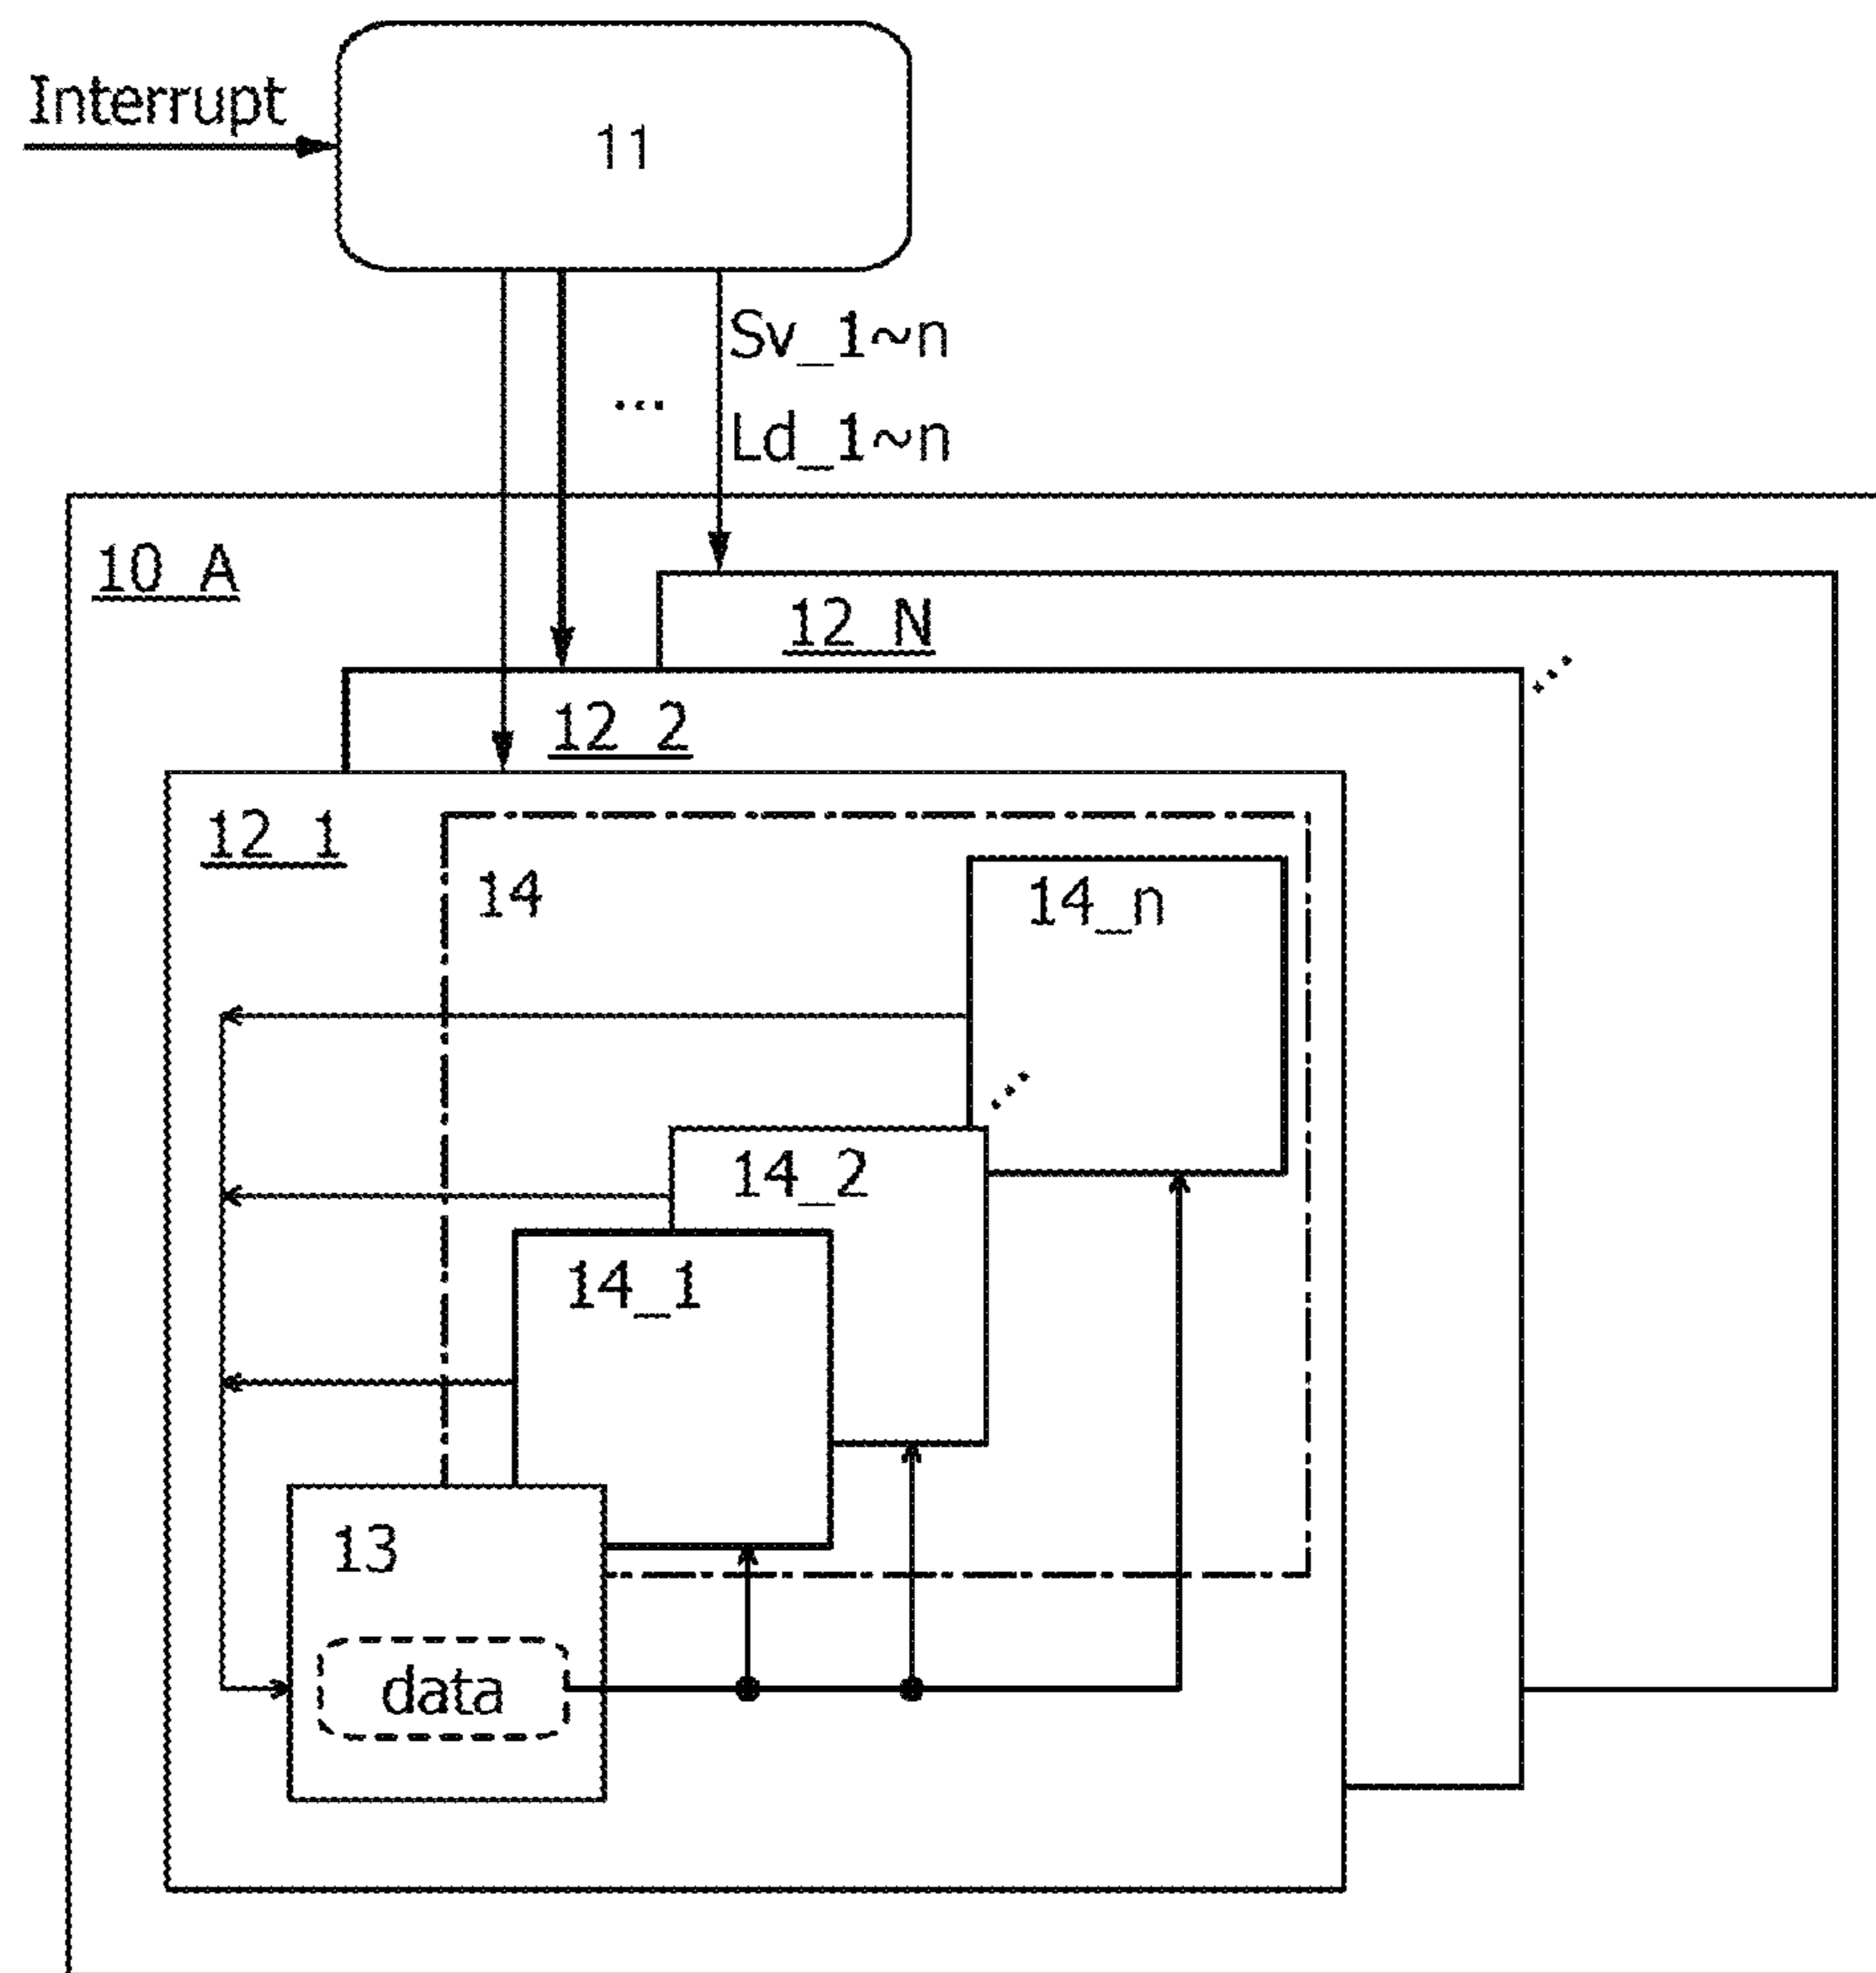 Interrupt
11
Sv_1~n
...
Ld_1~n
10_A
12_N
...
12_2
12_1
14
14_n
...
14_2
14_1
13
data